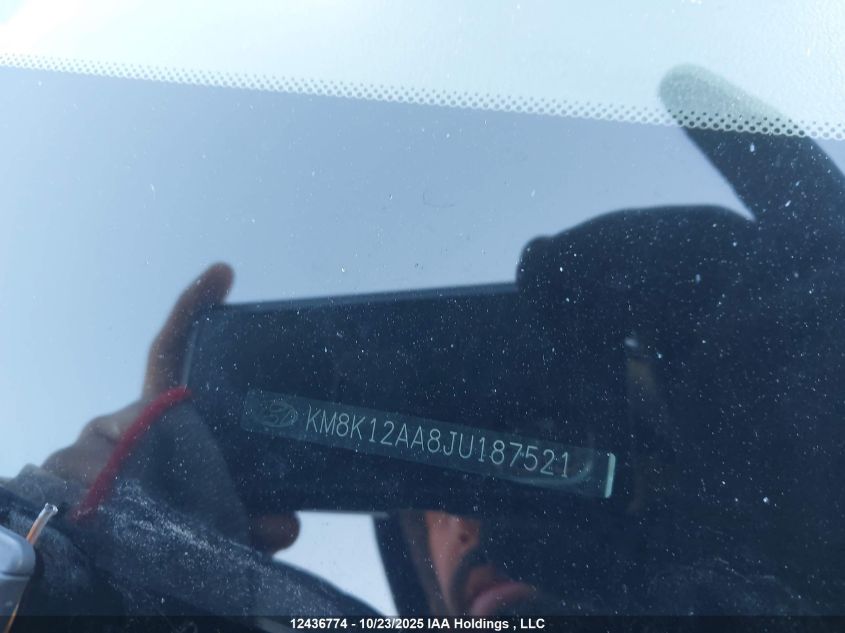 KM8K12AA8JU187521
12436774 - 10/23/2025 IAA Holdings , LLC